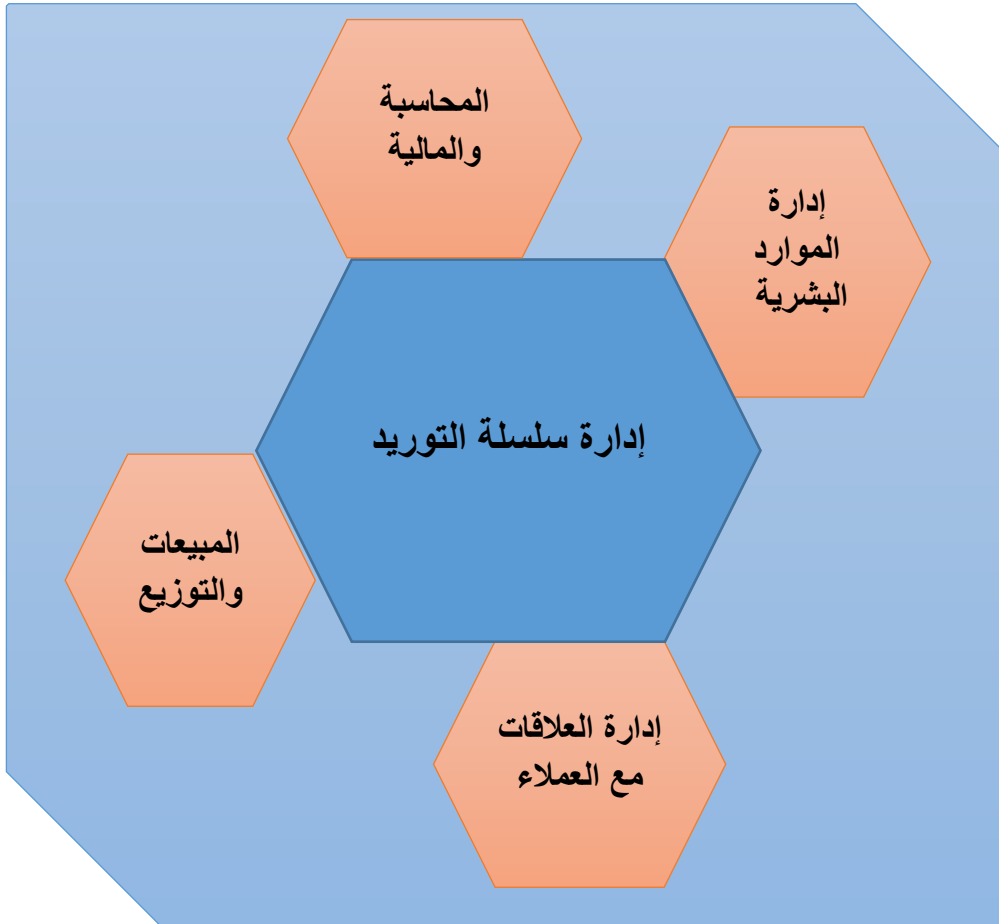 المحاسبة
والمالية
إدارة
الموارد
البشرية
إدارة سلسلة التوريد
المبيعات
والتوزيع
إدارة العلاقات
مع العملاء